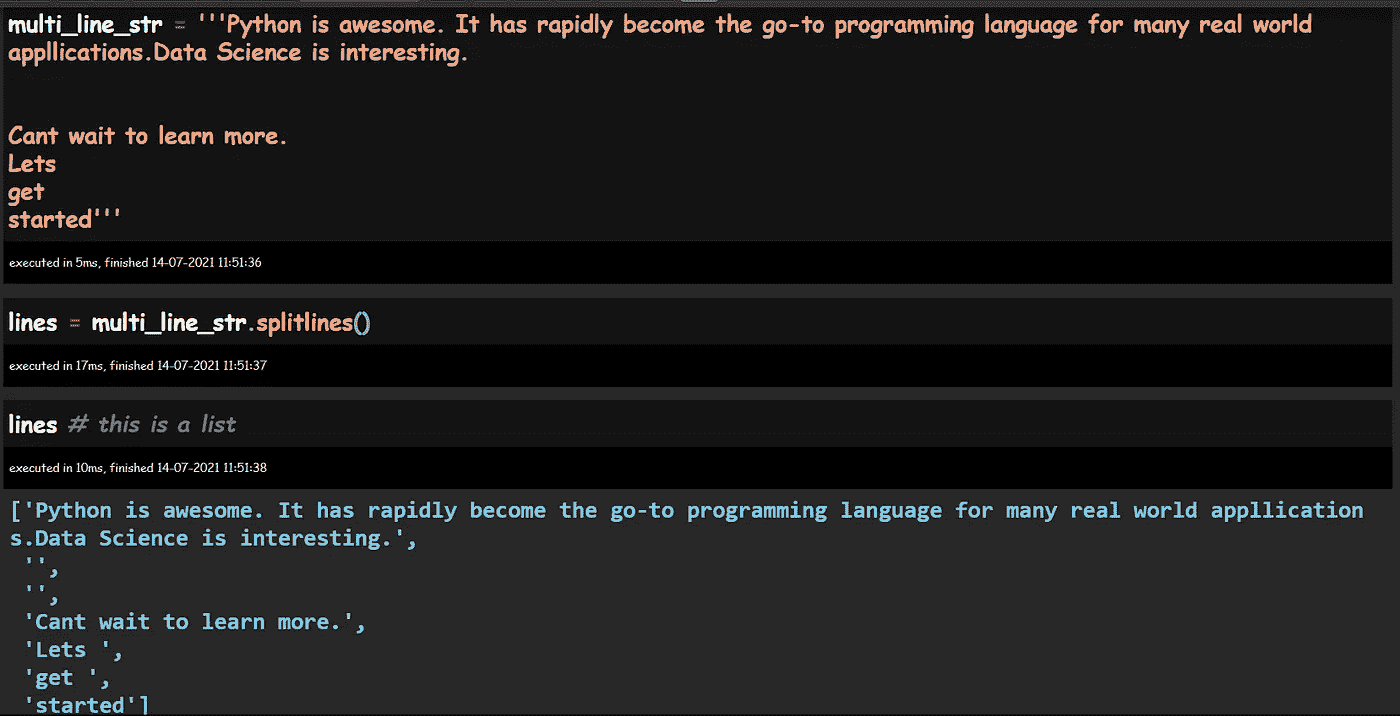 multi_line_str = '''Python is awesome. It has rapidly become the go-to programming language for many real world
appllications.Data Science is interesting.
Cant wait to learn more.
Lets
get
started'''
executed in 5ms, finished 14-07-2021 11:51:36
lines = multi_line_str.splitlines()
executed in 17ms, finished 14-07-2021 11:51:37
lines # this is a list
executed in 10ms, finished 14-07-2021 11:51:38
['Python is awesome. It has rapidly become the go-to programming language for many real world appllication
s.Data Science is interesting.',
'',
'',
'Cant wait to learn more.',
'Lets ',
'get ',
'started']